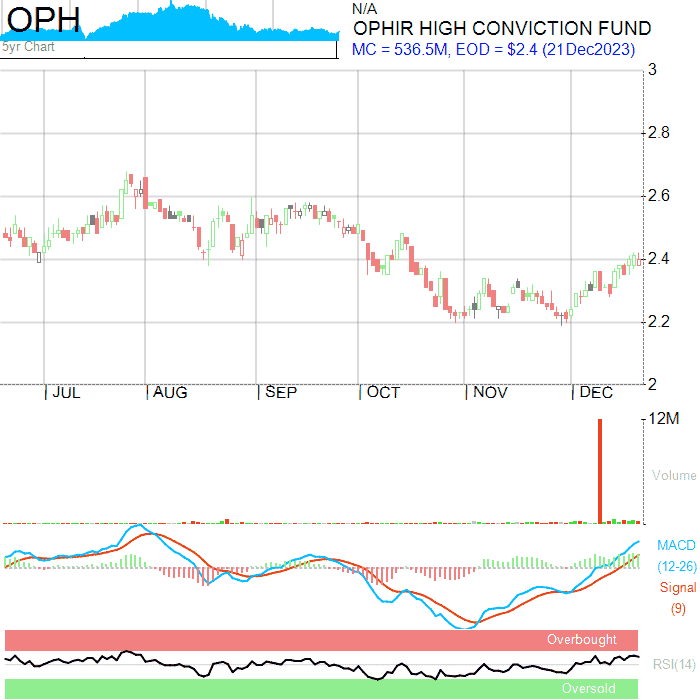 OPH
5yr Chart
N/A
OPHIR HIGH CONVICTION FUND
MC = 536.5M, EOD = $2.4 (21Dec2023)
3
2.8
2.6
2.4
2.2
2
JUL AUG SEP OCT NOV DEC
12M
Volume
MACD
(12-26)
Signal
(9)
Overbought
RSI(14)
Oversold